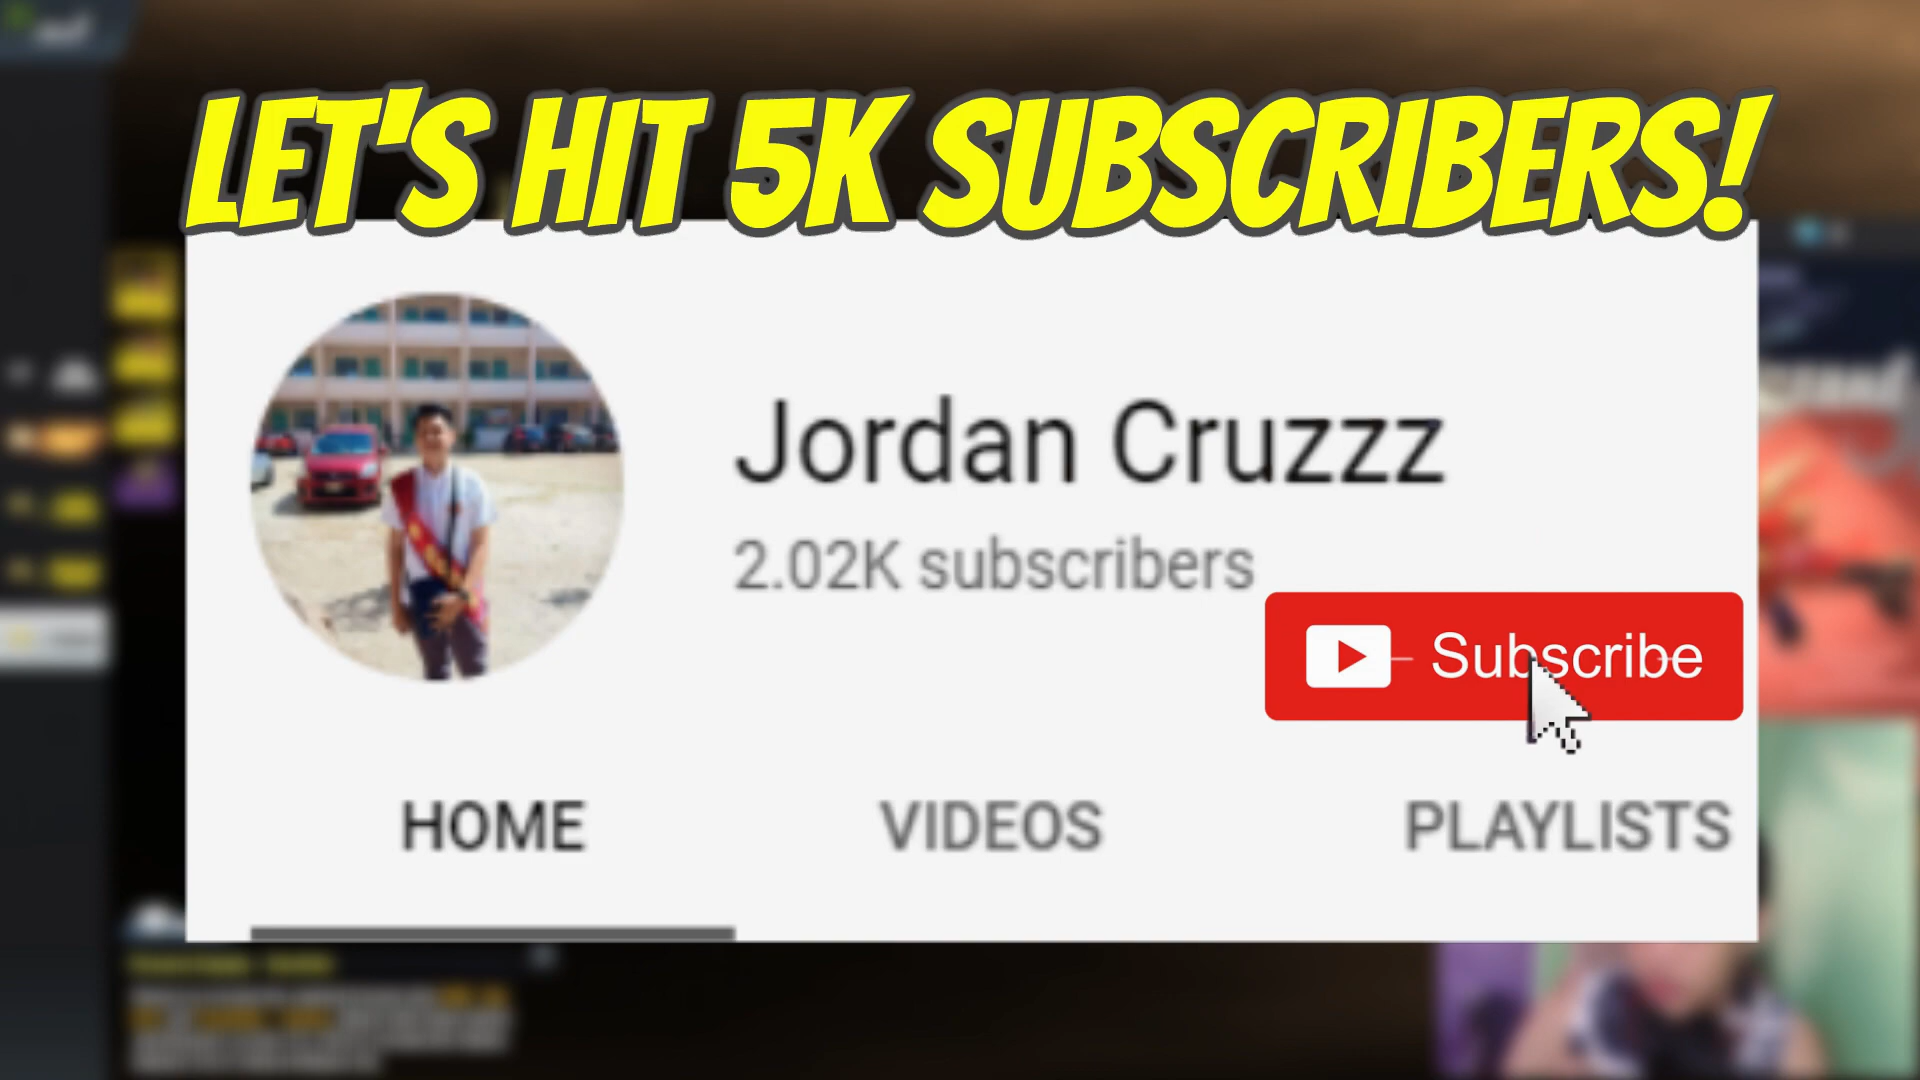 LET'S HIT 5K SUBSCRIBERS!
Jordan Cruzzz
2.02K subscribers
Subscribe
HOME VIDEOS PLAYLISTS